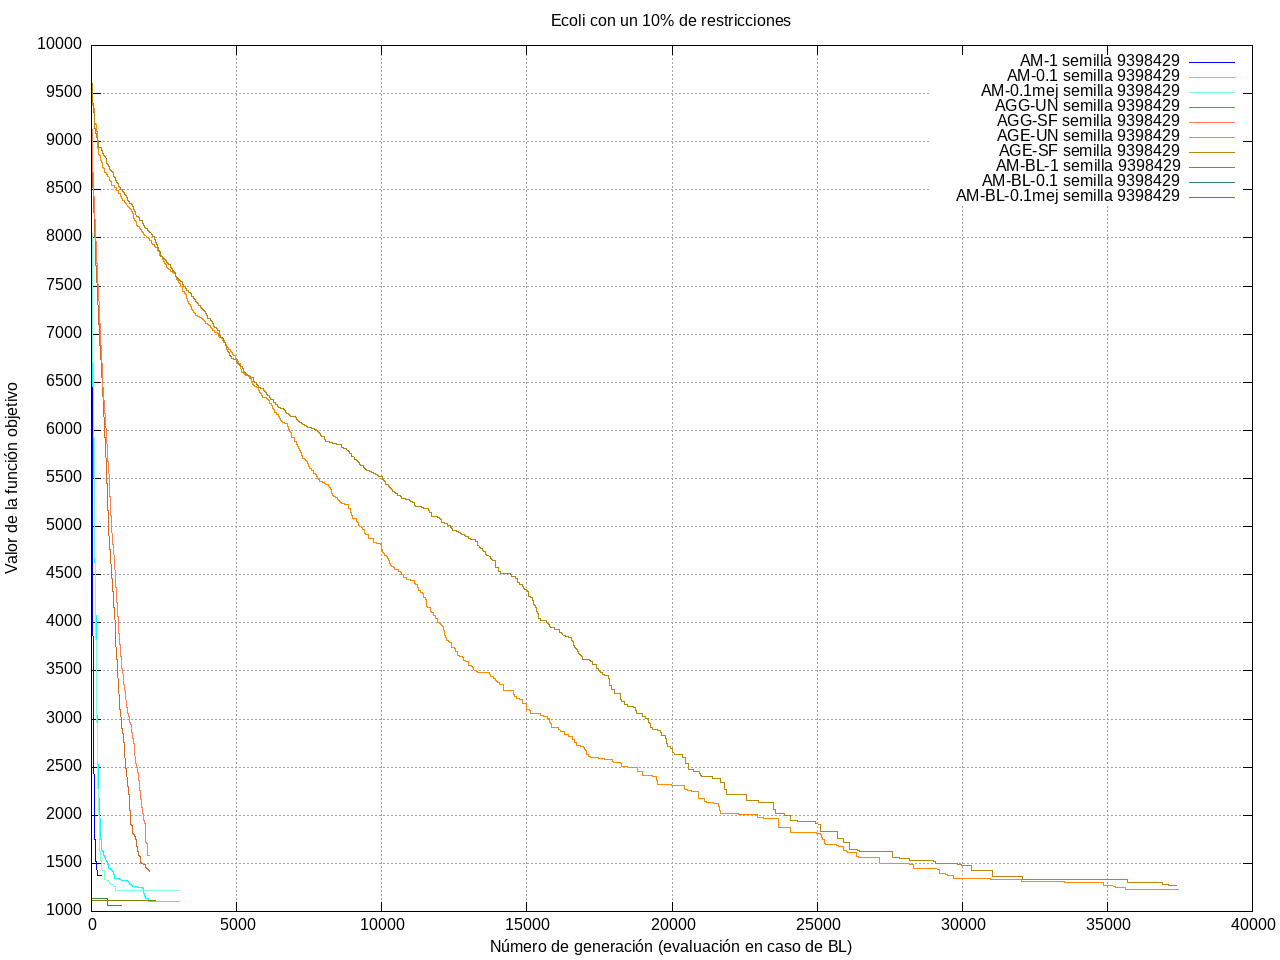 Ecoli con un 10% de restricciones
10000
9500
9000
8500
8000
7500
7000
6500
6000
5500
5000
4500
4000
3500
3000
2500
2000
1500
1000
Valor de la función objetivo
AM-1 semilla 9398429
AM-0.1 semilla 9398429
AM-0.1mej semilla 9398429
AGG-UN semilla 9398429
AGG-SF semilla 9398429
AGE-UN semilla 9398429
AGE-SF semilla 9398429
AM-BL-1 semilla 9398429
AM-BL-0.1 semilla 9398429
AM-BL-0.1mej semilla 9398429
0 5000 10000 15000 20000 25000 30000 35000 40000
Número de generación (evaluación en caso de BL)